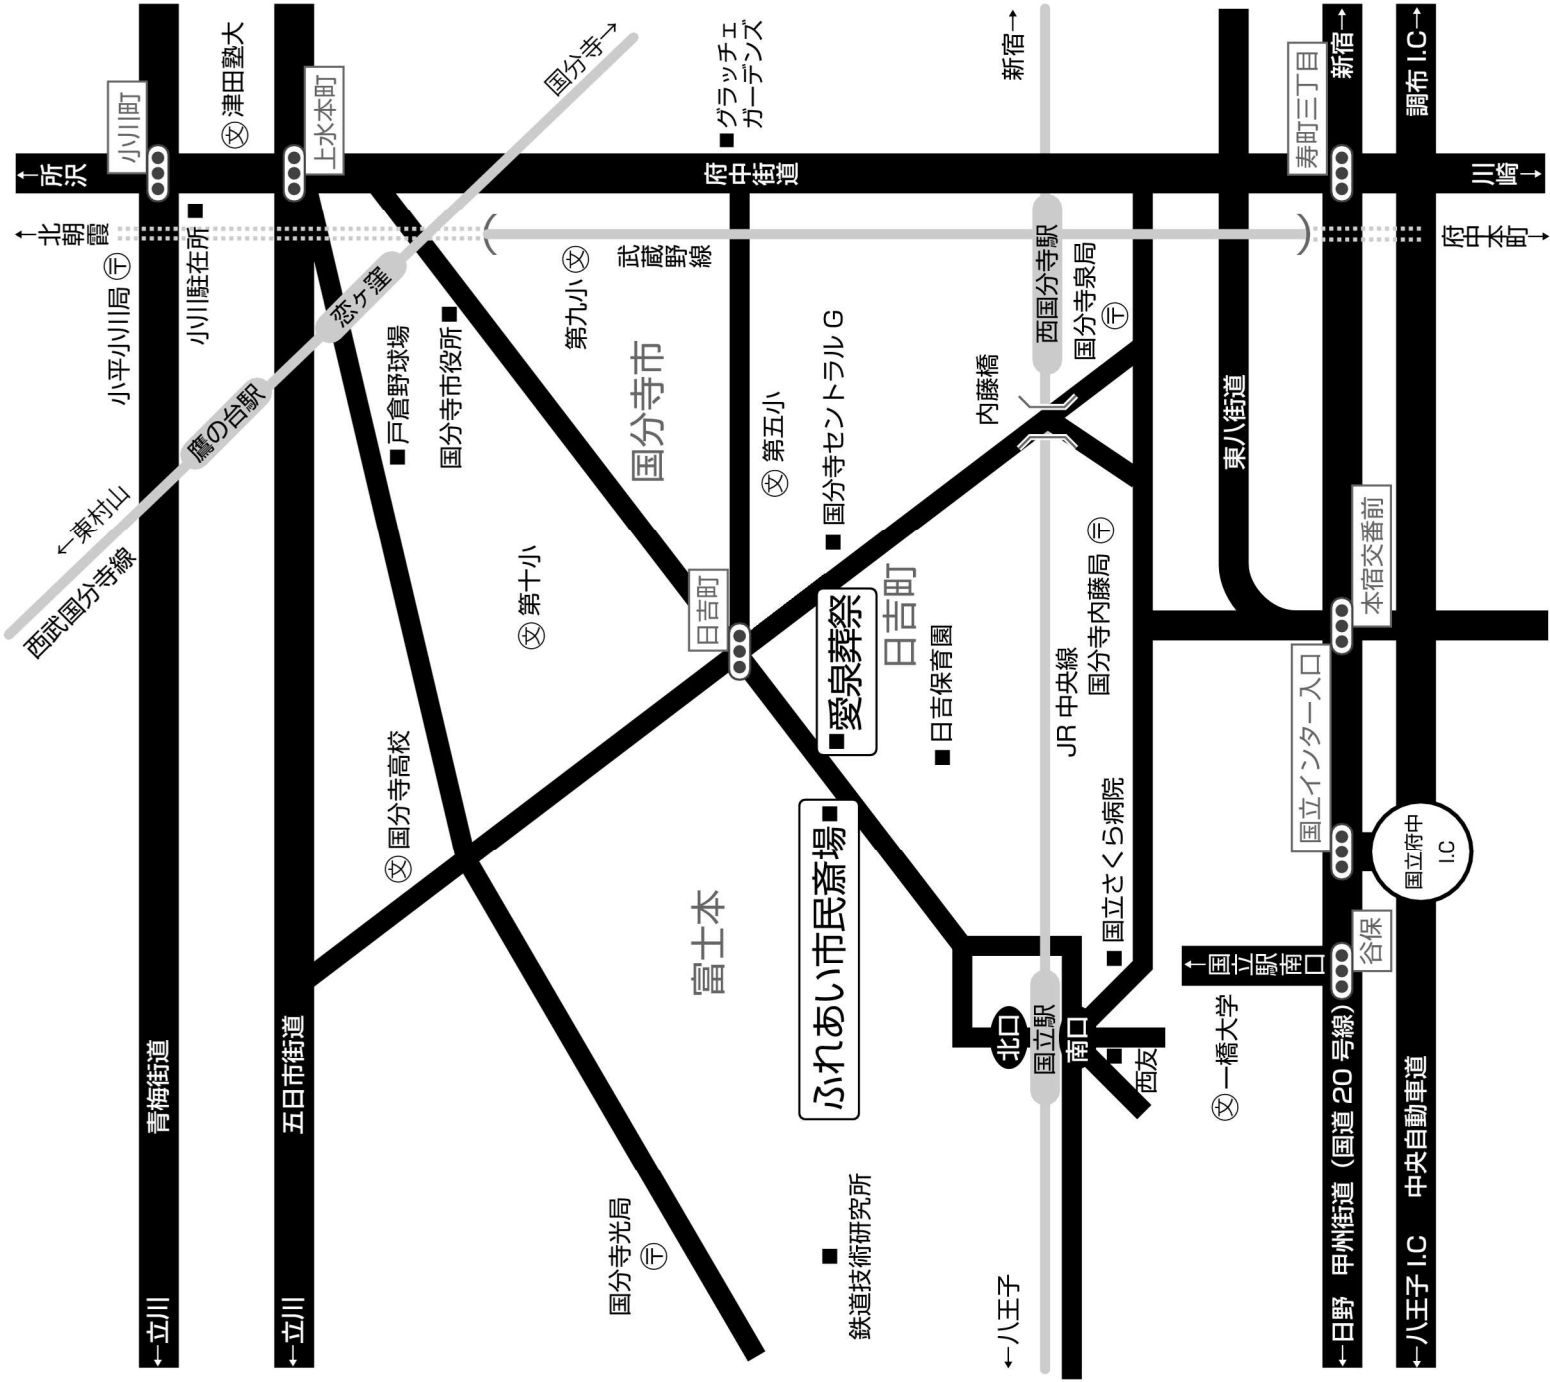 ←立川
青梅街道
小平小川局〒
小川町
小川駐在所
←所沢
←北朝霞
文 津田塾大
←立川
五日市街道
上水本町
←東村山
西武国分寺線
鷹の台駅
恋ヶ窪
国分寺→
文 国分寺高校
戸倉野球場
国分寺市役所
文 第十小
文 第九小
武蔵野線
国分寺市
国分寺光局
〒
富士本
日吉町
府中街道
グラッチェ
ガーデンズ
文 第五小
国分寺セントラル G
ふれあい市民斎場
愛泉葬祭
日吉町
鉄道技術研究所
日吉保育園
内藤橋
←八王子
新宿→
北口
国立駅
JR 中央線
西国分寺駅
南口
国分寺内藤局 〒
国分寺泉局
〒
国立さくら病院
西友
←国立駅南口
文 一橋大学
東八街道
国立インター入口
寿町三丁目
←日野
甲州街道（国道 20 号線）
新宿→
谷保
本宿交番前
国立府中
I.C
←八王子 I.C
中央自動車道
調布 I.C→
府中本町→
川崎→